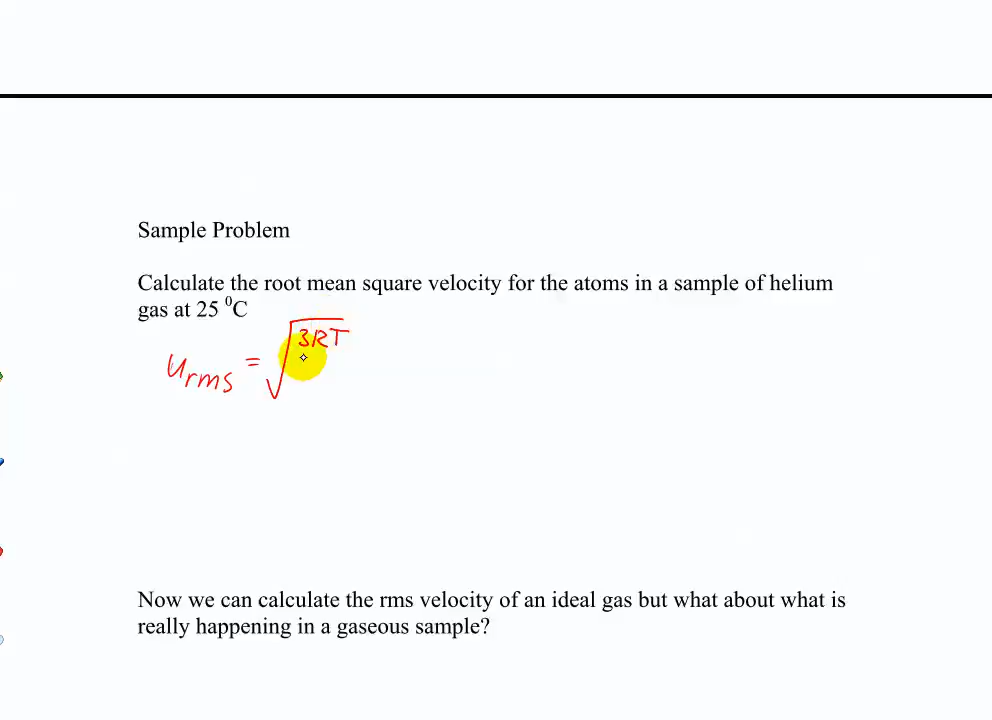 Sample Problem
Calculate the root mean square velocity for the atoms in a sample of helium
gas at 25 ⁰C
u_rms = √3RT
Now we can calculate the rms velocity of an ideal gas but what about what is
really happening in a gaseous sample?